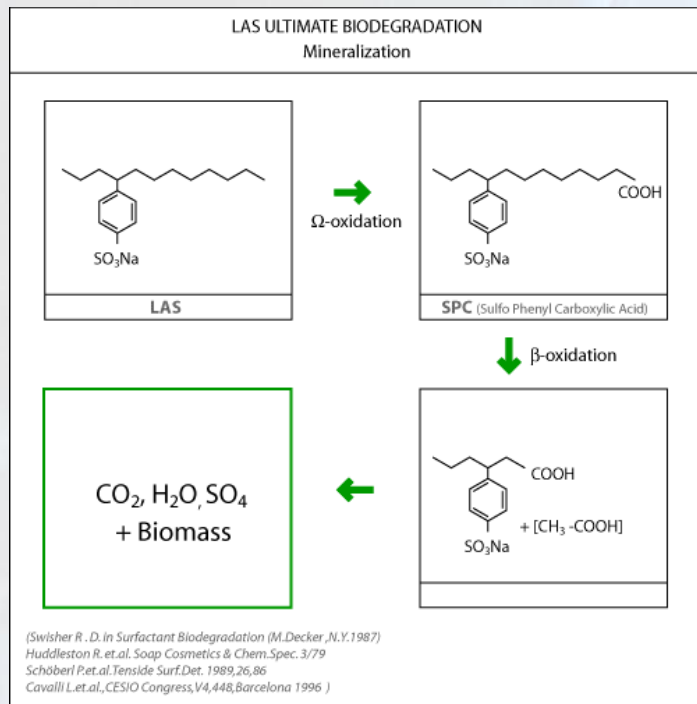 LAS ULTIMATE BIODEGRADATION
Mineralization
SO₃Na
LAS
Ω-oxidation
COOH
SO₃Na
SPC (Sulfo Phenyl Carboxylic Acid)
β-oxidation
COOH
+ [CH₃ -COOH]
SO₃Na
CO₂, H₂O, SO₄
+ Biomass
(Swisher R . D. in Surfactant Biodegradation (M.Decker ,N.Y.1987)
Huddleston R. et.al. Soap Cosmetics & Chem.Spec. 3/79
Schöberl P.et.al.Tenside Surf.Det. 1989,26,86
Cavalli L.et.al.,CESIO Congress,V4,448,Barcelona 1996 )